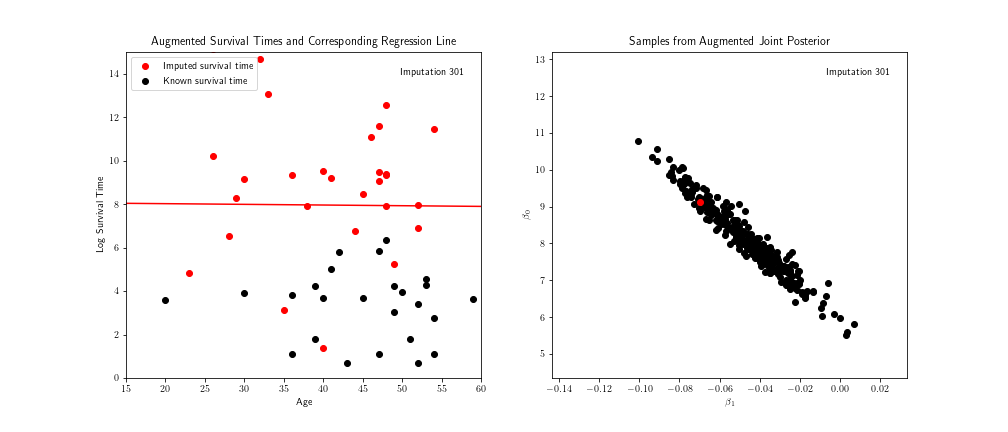 Augmented Survival Times and Corresponding Regression Line
Imputed survival time
Known survival time
Imputation 301
14
12
10
8
6
4
2
0
Log Survival Time
15 20 25 30 35 40 45 50 55 60
Age
Samples from Augmented Joint Posterior
Imputation 301
13
12
11
10
9
8
7
6
5
β₀
−0.14 −0.12 −0.10 −0.08 −0.06 −0.04 −0.02 0.00 0.02
β₁